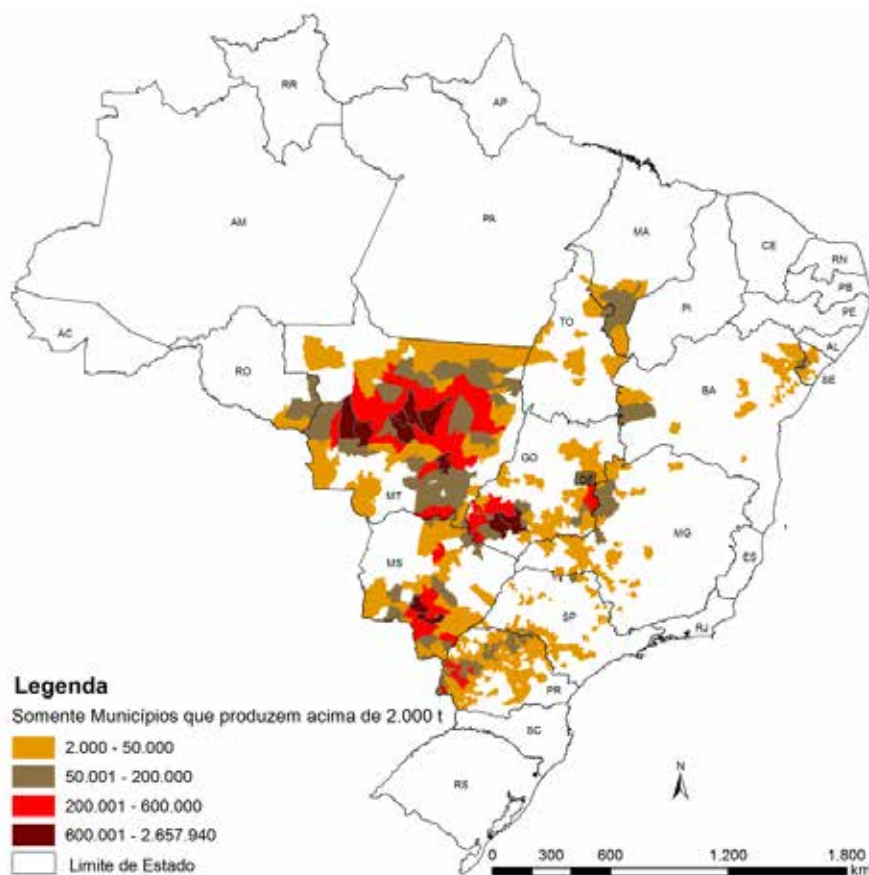 RR
AP
AM
PA
MA
CE
RN
PB
PE
AL
SE
PI
TO
AC
RO
BA
GO
DF
MT
MG
MS
ES
SP
RJ
PR
SC
RS
Legenda
Somente Municípios que produzem acima de 2.000 t
2.000 - 50.000
50.001 - 200.000
200.001 - 600.000
600.001 - 2.657.940
Limite de Estado
N
0 300 600 1.200 1.800
km